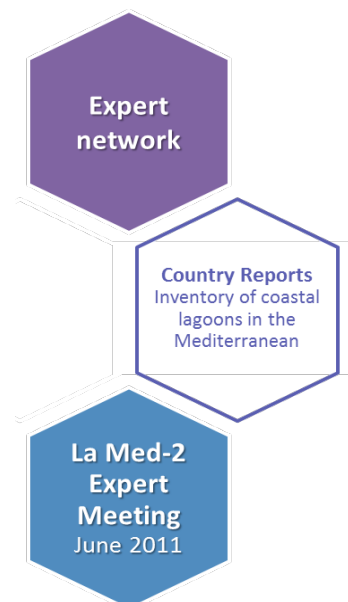 Expert
network
Country Reports
Inventory of coastal
lagoons in the
Mediterranean
La Med-2
Expert
Meeting
June 2011